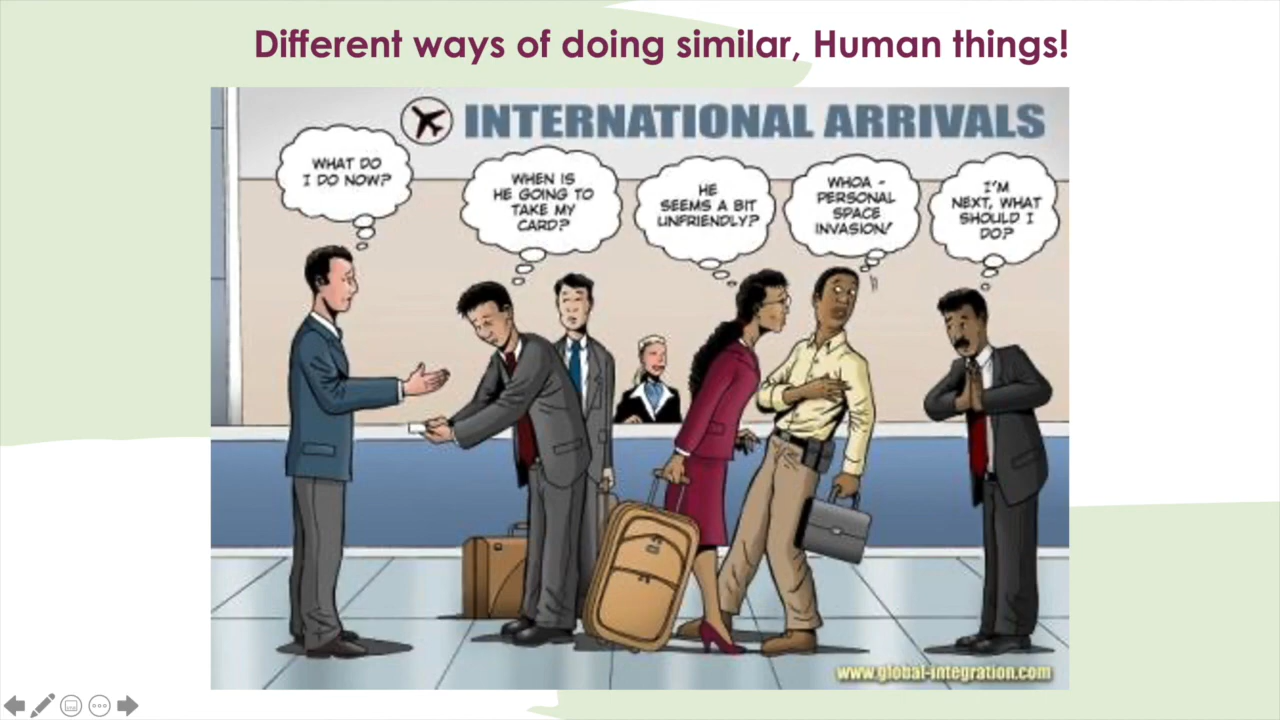 Different ways of doing similar, Human things!
INTERNATIONAL ARRIVALS
WHAT DO
I DO NOW?
WHEN IS
HE GOING TO
TAKE MY
CARD?
HE
SEEMS A BIT
UNFRIENDLY?
WHOA -
PERSONAL
SPACE
INVASION!
I'M
NEXT, WHAT
SHOULD I
DO?
www.global-integration.com